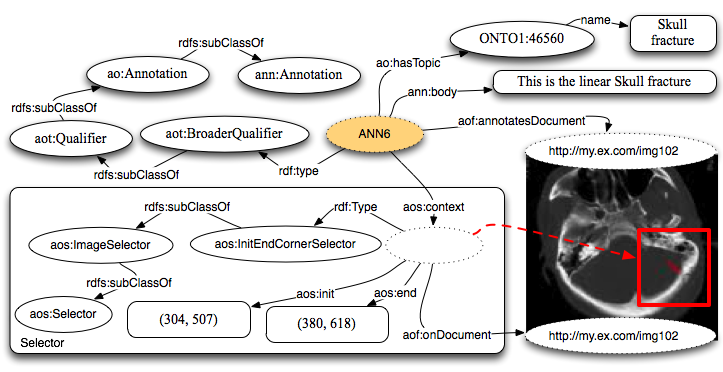 name
Skull
fracture
ONTO1:46560
rdfs:subClassOf
ao:hasTopic
ao:Annotation
ann:Annotation
This is the linear Skull fracture
ann:body
rdfs:subClassOf
aof:annotatesDocument
aot:Qualifier
aot:BroaderQualifier
ANN6
http://my.ex.com/img102
rdfs:subClassOf
rdf:type
aos:context
rdfs:subClassOf
rdf:Type
aos:ImageSelector
aos:InitEndCornerSelector
rdfs:subClassOf
aos:init
aos:end
aos:Selector
(304, 507)
(380, 618)
aof:onDocument
http://my.ex.com/img102
Selector